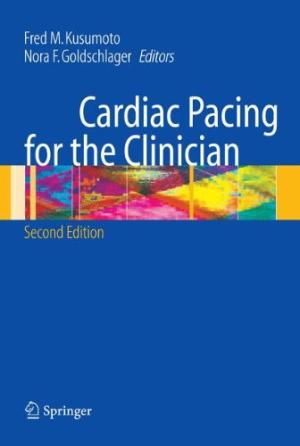 Fred M. Kusumoto
Nora F. Goldschlager Editors
Cardiac Pacing
for the Clinician
Second Edition
Springer